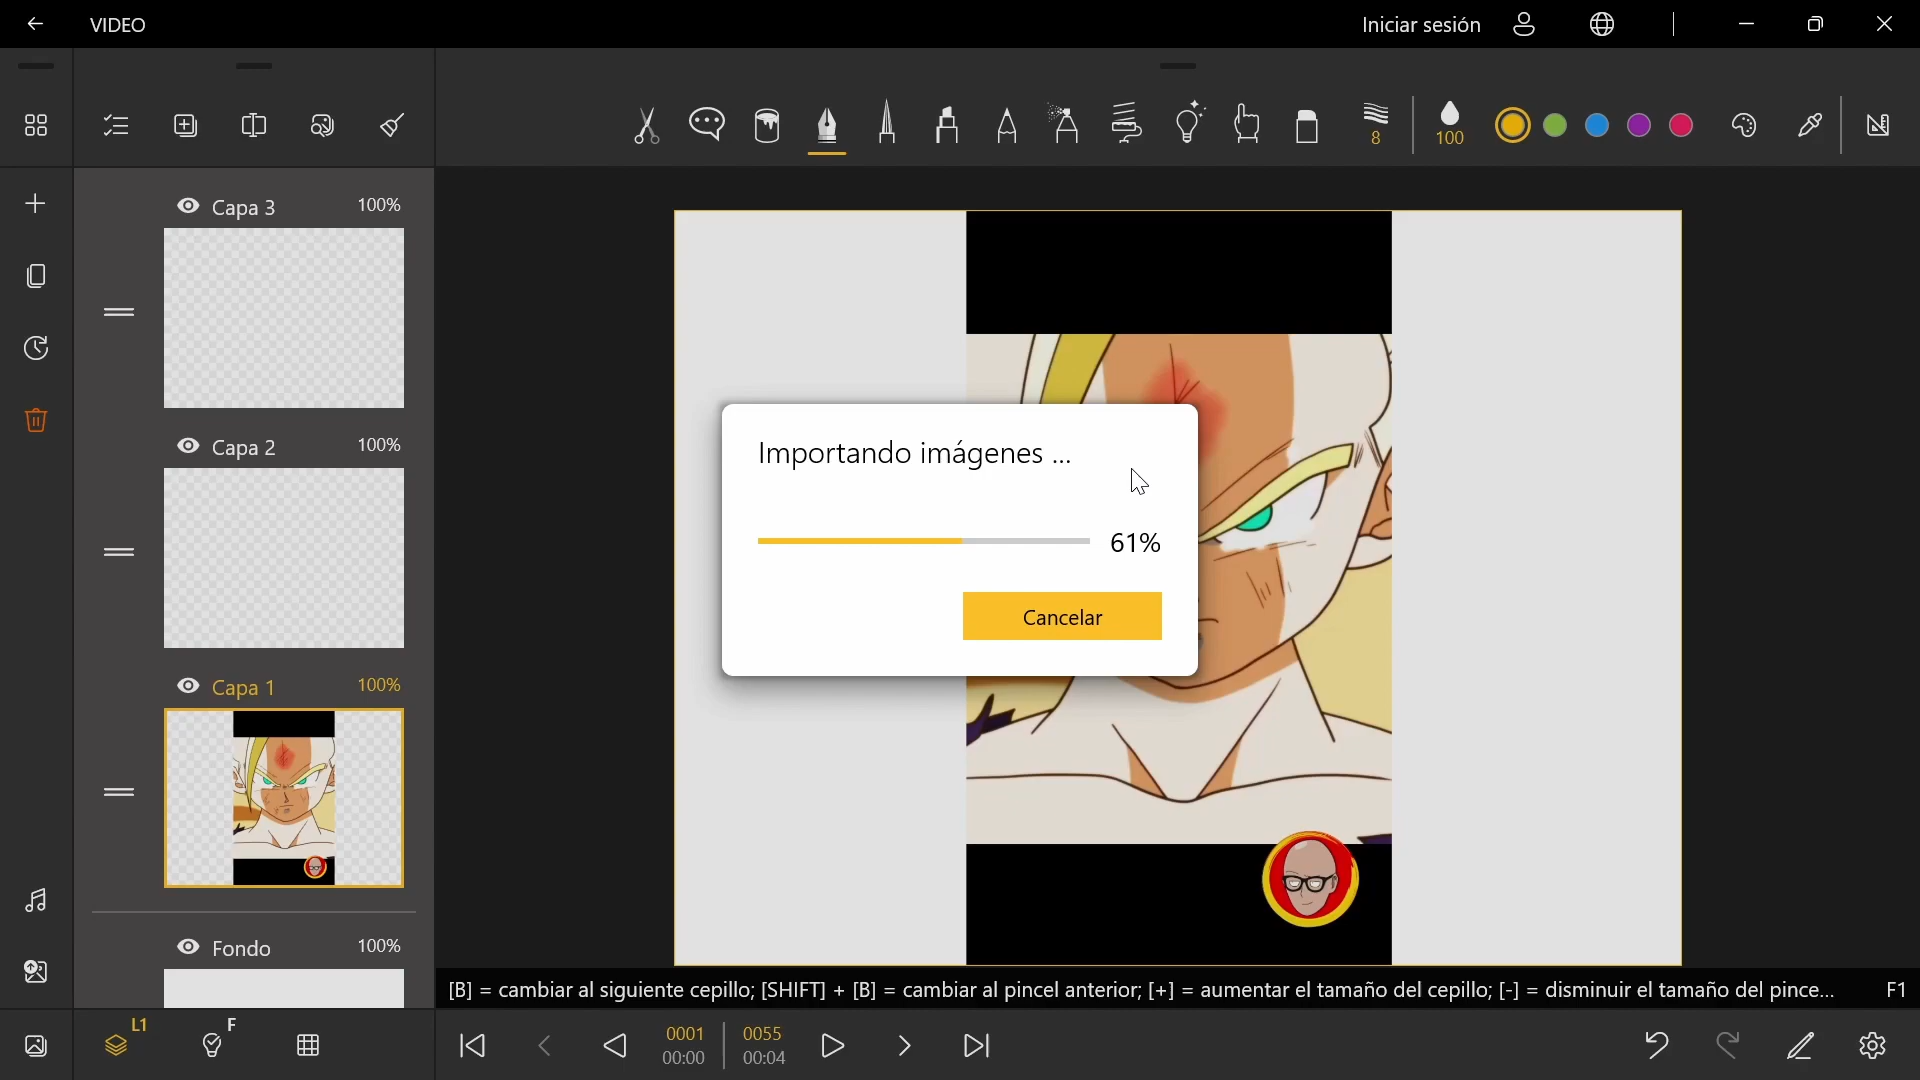 VIDEO
Iniciar sesión
8
100
Capa 3
100%
Capa 2
100%
Capa 1
100%
Fondo
100%
Importando imágenes ...
61%
Cancelar
[B] = cambiar al siguiente cepillo; [SHIFT] + [B] = cambiar al pincel anterior; [+] = aumentar el tamaño del cepillo; [-] = disminuir el tamaño del pince...
F1
L1
F
0001
00:00
0055
00:04